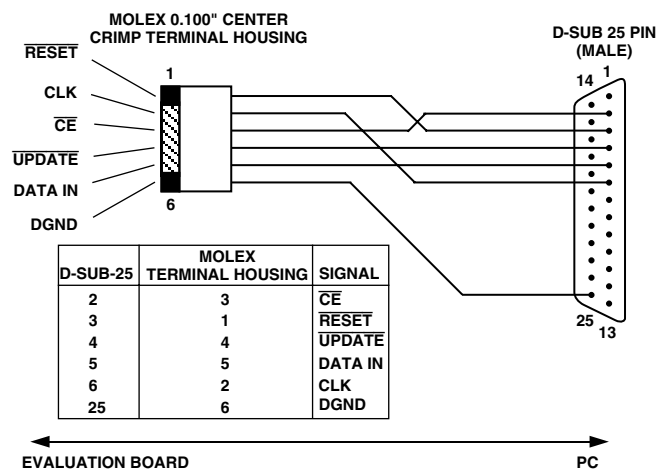 MOLEX 0.100" CENTER
CRIMP TERMINAL HOUSING
D-SUB 25 PIN
(MALE)
RESET
CLK
CE
UPDATE
DATA IN
DGND
1
6
14
1
25
13
D-SUB-25 MOLEX TERMINAL HOUSING SIGNAL
2 3 CE
3 1 RESET
4 4 UPDATE
5 5 DATA IN
6 2 CLK
25 6 DGND
EVALUATION BOARD
PC